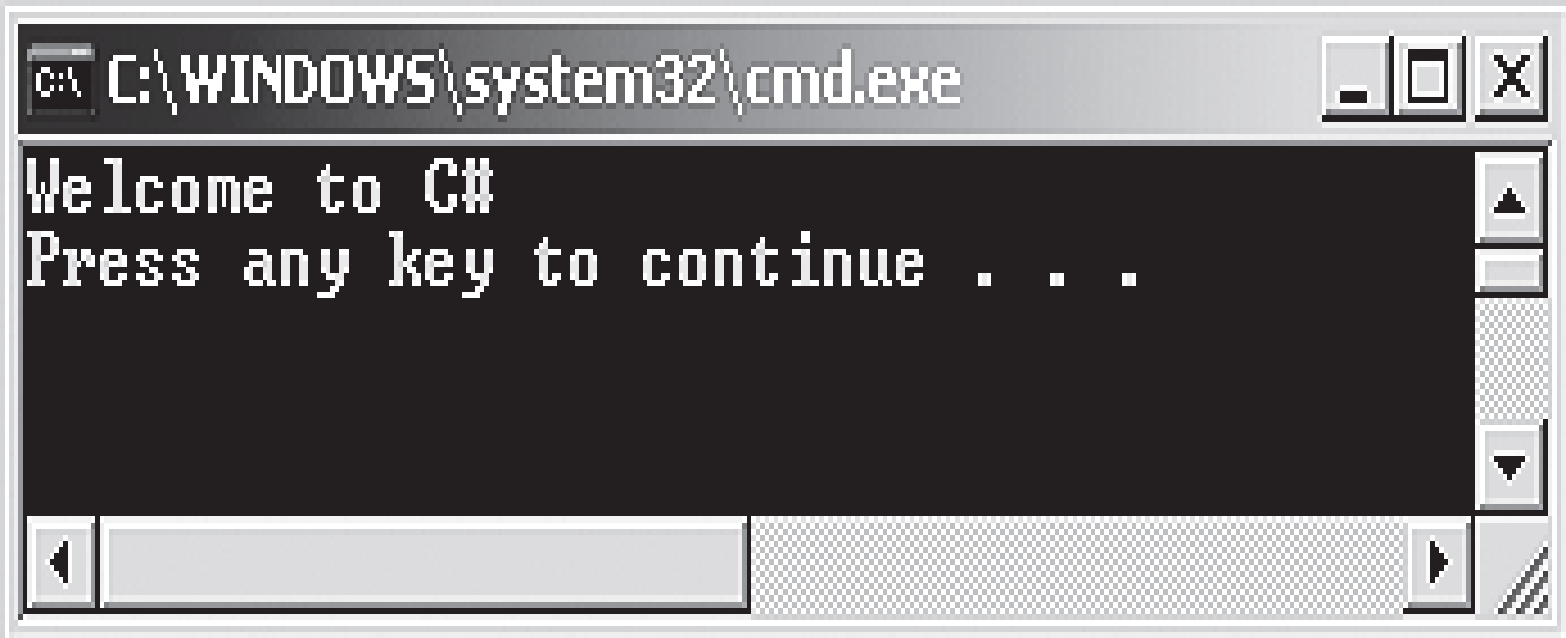 C:\WINDOWS\system32\cmd.exe
Welcome to C#
Press any key to continue . . .